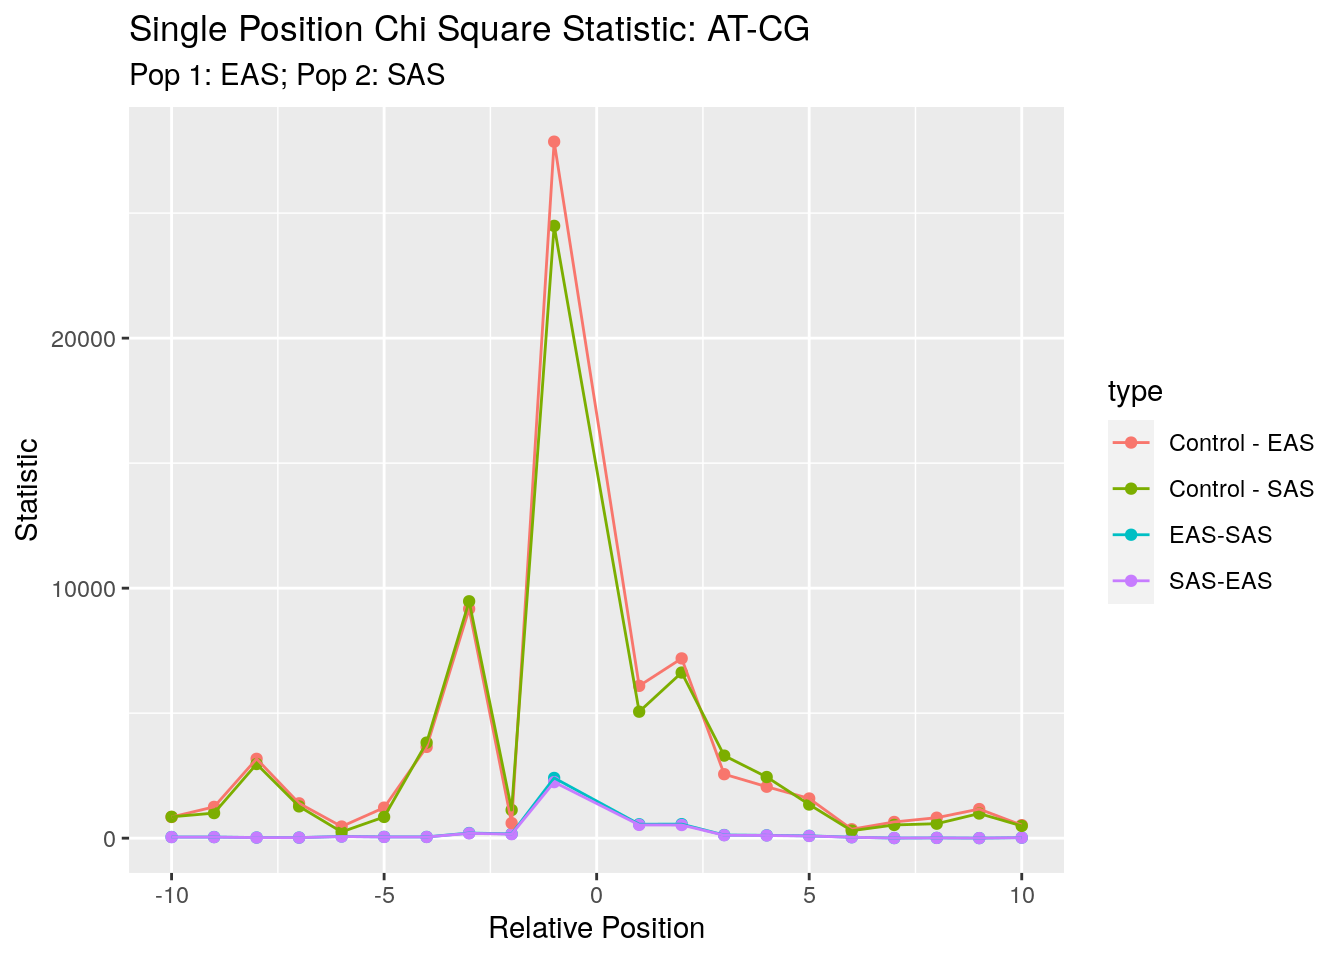 Single Position Chi Square Statistic: AT-CG
Pop 1: EAS; Pop 2: SAS
Statistic
20000
10000
0
-10
-5
0
5
10
Relative Position
type
Control - EAS
Control - SAS
EAS-SAS
SAS-EAS